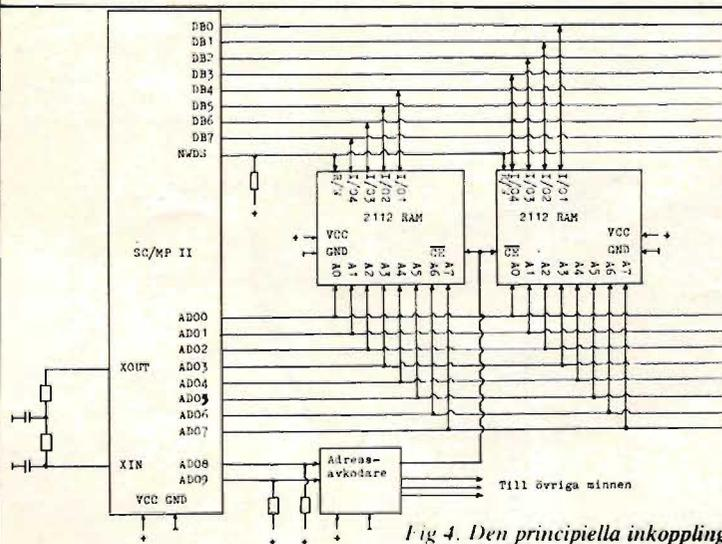 DB0
DB1
DB2
DB3
DB4
DB5
DB6
DB7
NWDS
SC/MP II
XOUT
XIN
VCC GND
AD00
AD01
AD02
AD03
AD04
AD05
AD06
AD07
AD08
AD09
R/W I/O4 I/O3 I/O2 I/O1
2112 RAM
VCC
GND
CE
A0 A1 A2 A3 A4 A5 A6 A7
R/W I/O4 I/O3 I/O2 I/O1
2112 RAM
VCC
GND
CE
A0 A1 A2 A3 A4 A5 A6 A7
Adress-
avkodare
Till övriga minnen
Fig 4. Den principiella inkoppling